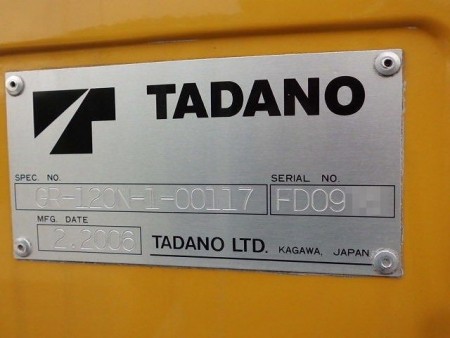 TADANO
SPEC. NO. SERIAL NO.
GR-120N-1-00117 FD09
MFG. DATE
2.2006
TADANO LTD. KAGAWA, JAPAN